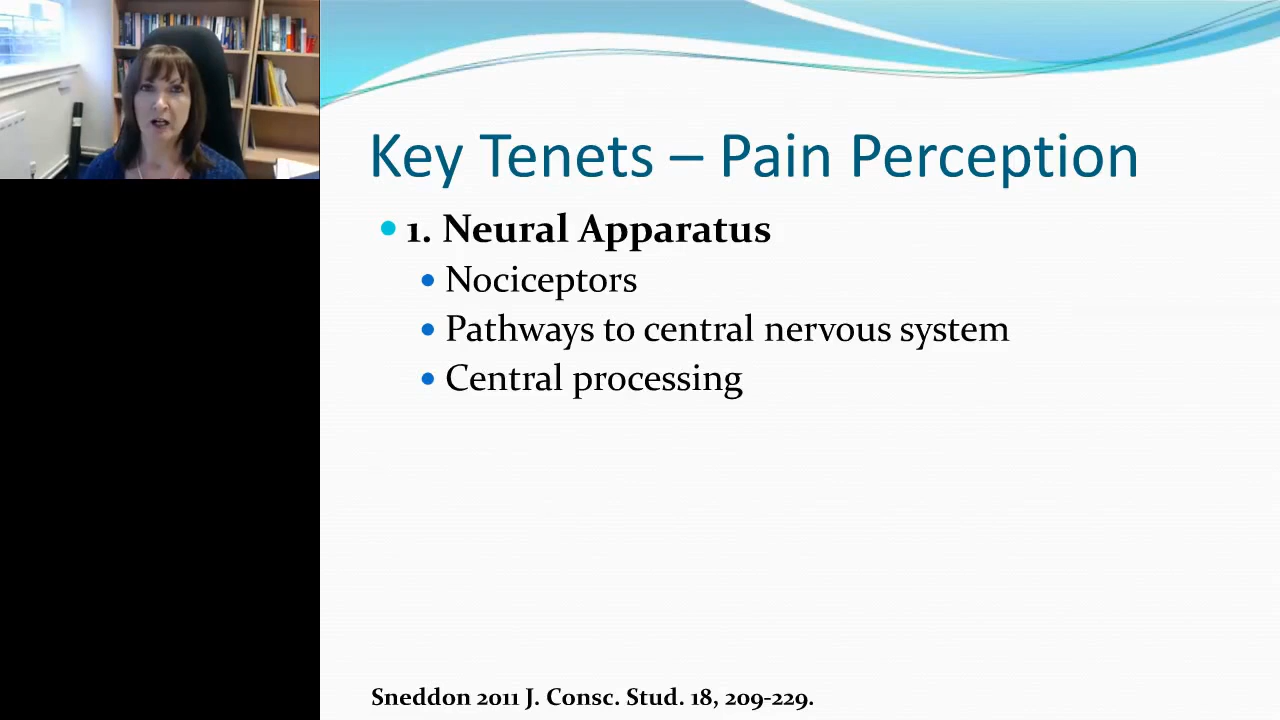 Key Tenets – Pain Perception
1. Neural Apparatus
Nociceptors
Pathways to central nervous system
Central processing
Sneddon 2011 J. Consc. Stud. 18, 209-229.